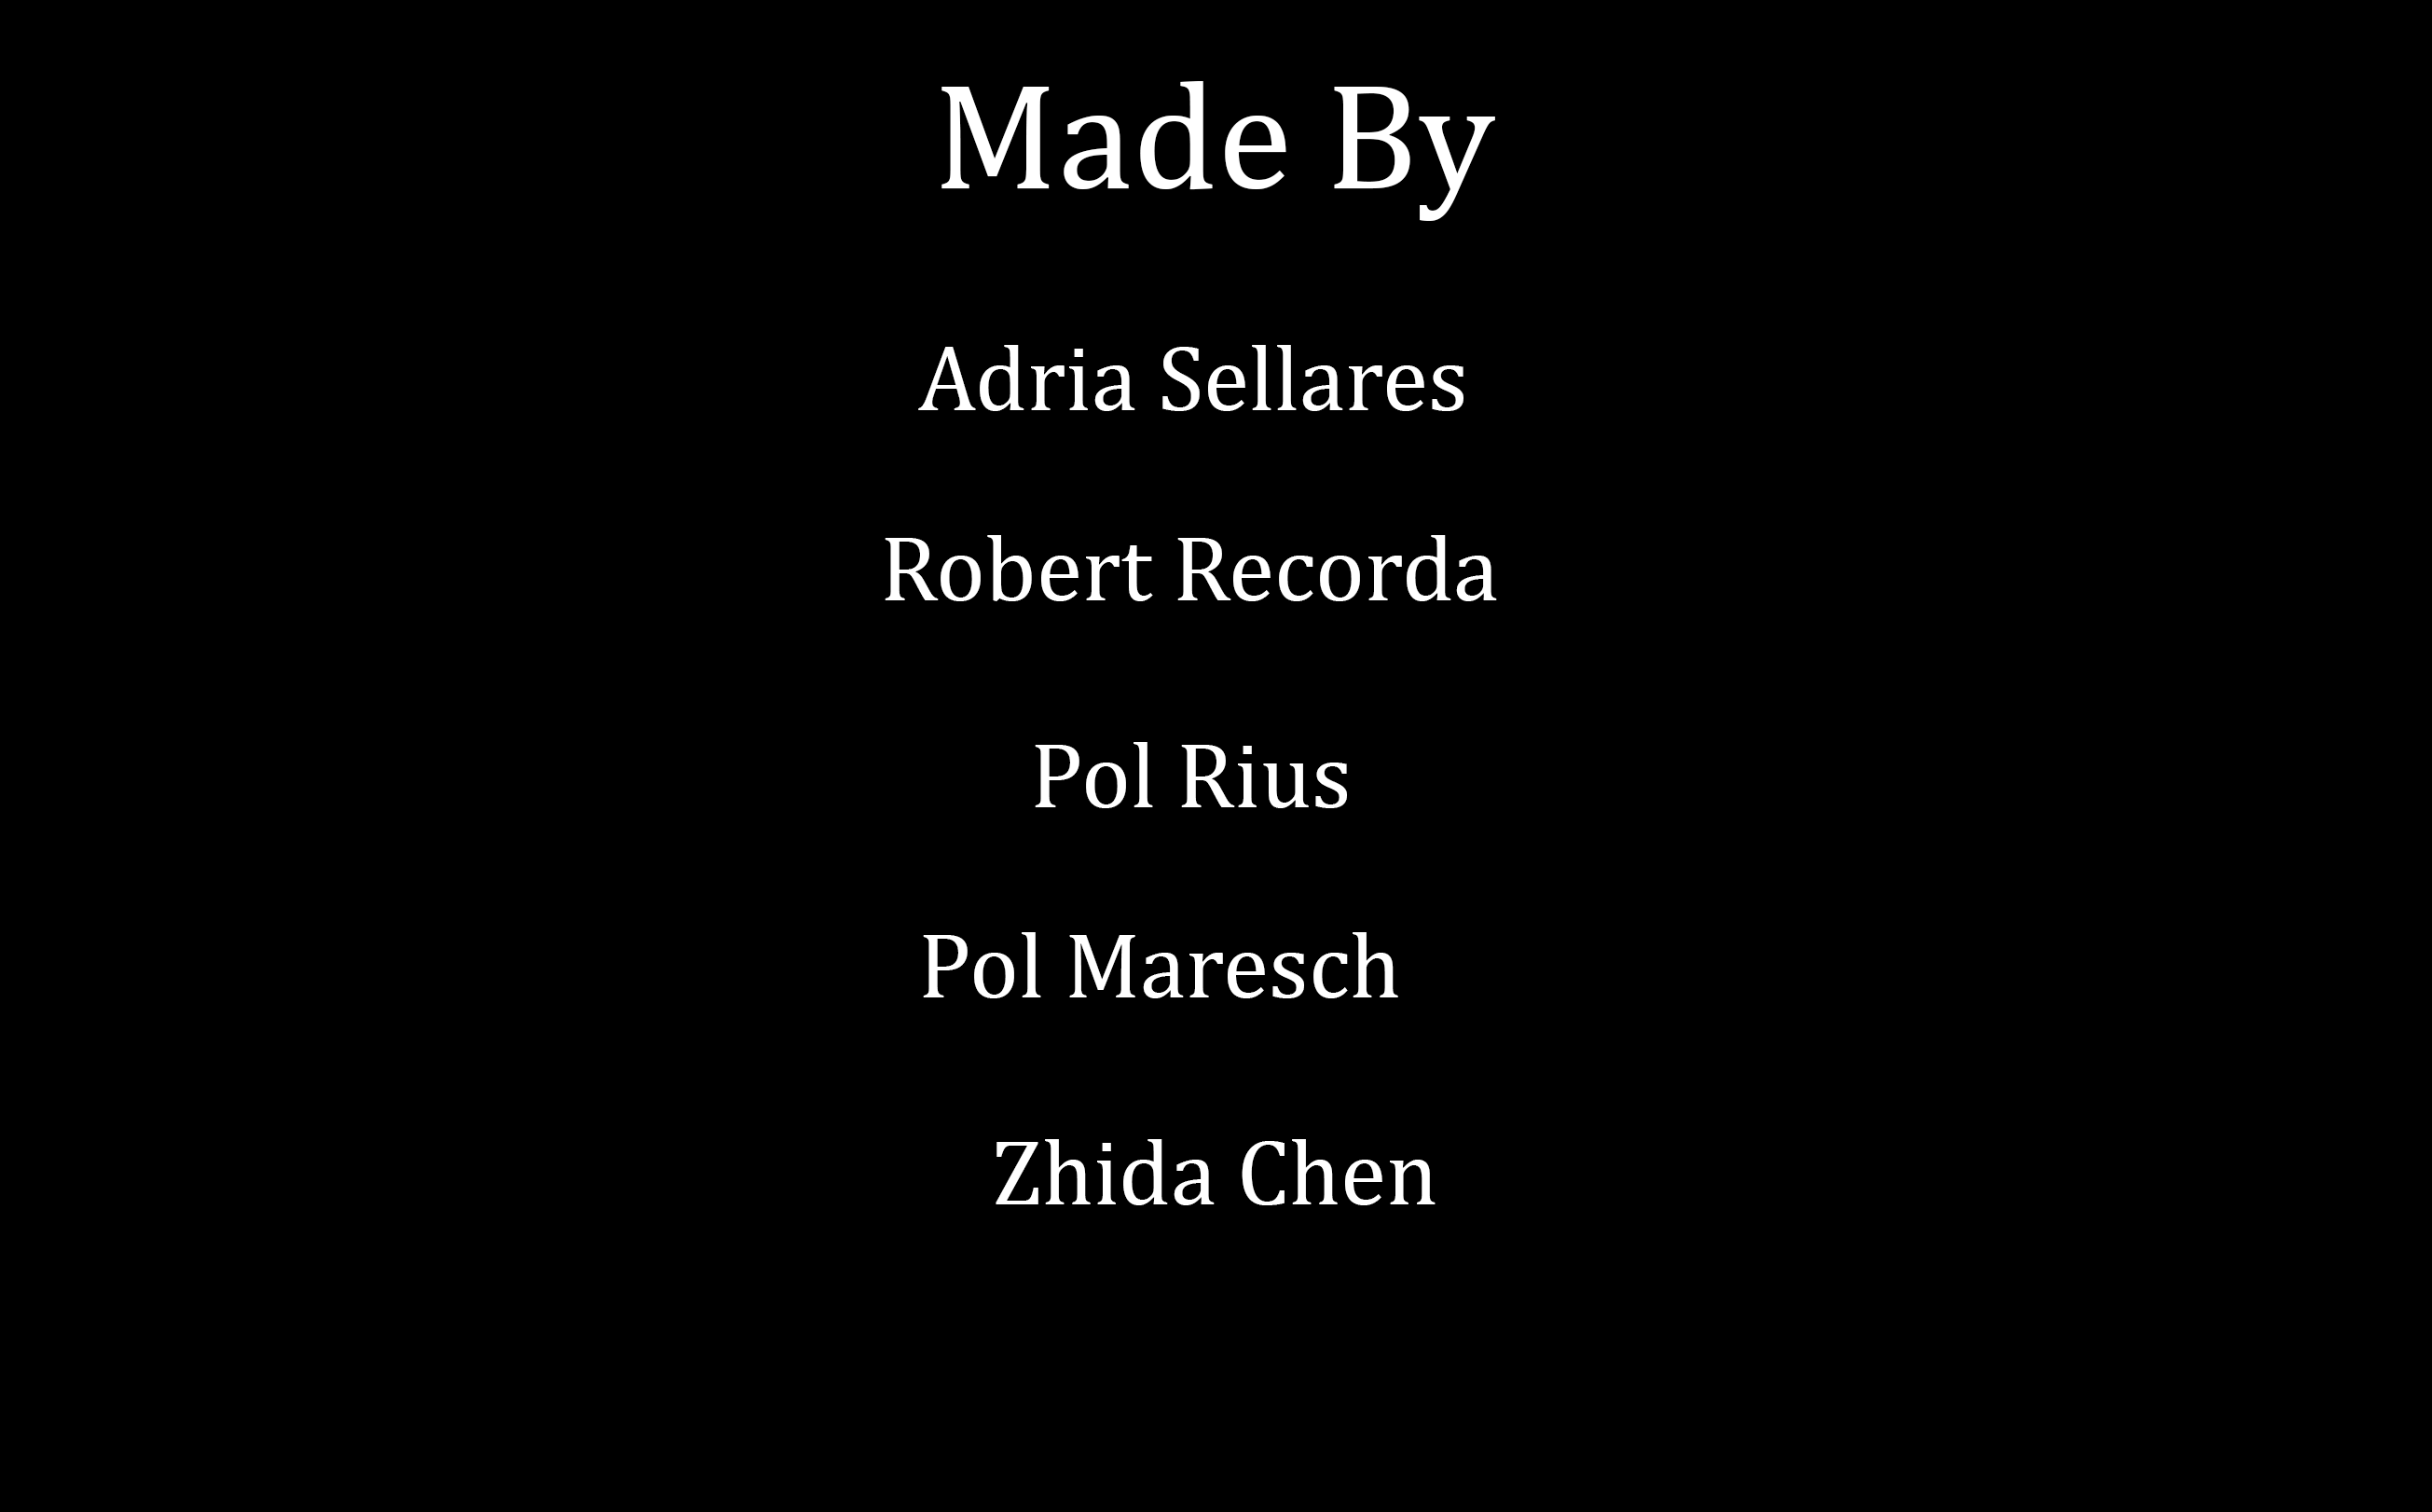 Made By
Adria Sellares
Robert Recorda
Pol Rius
Pol Maresch
Zhida Chen